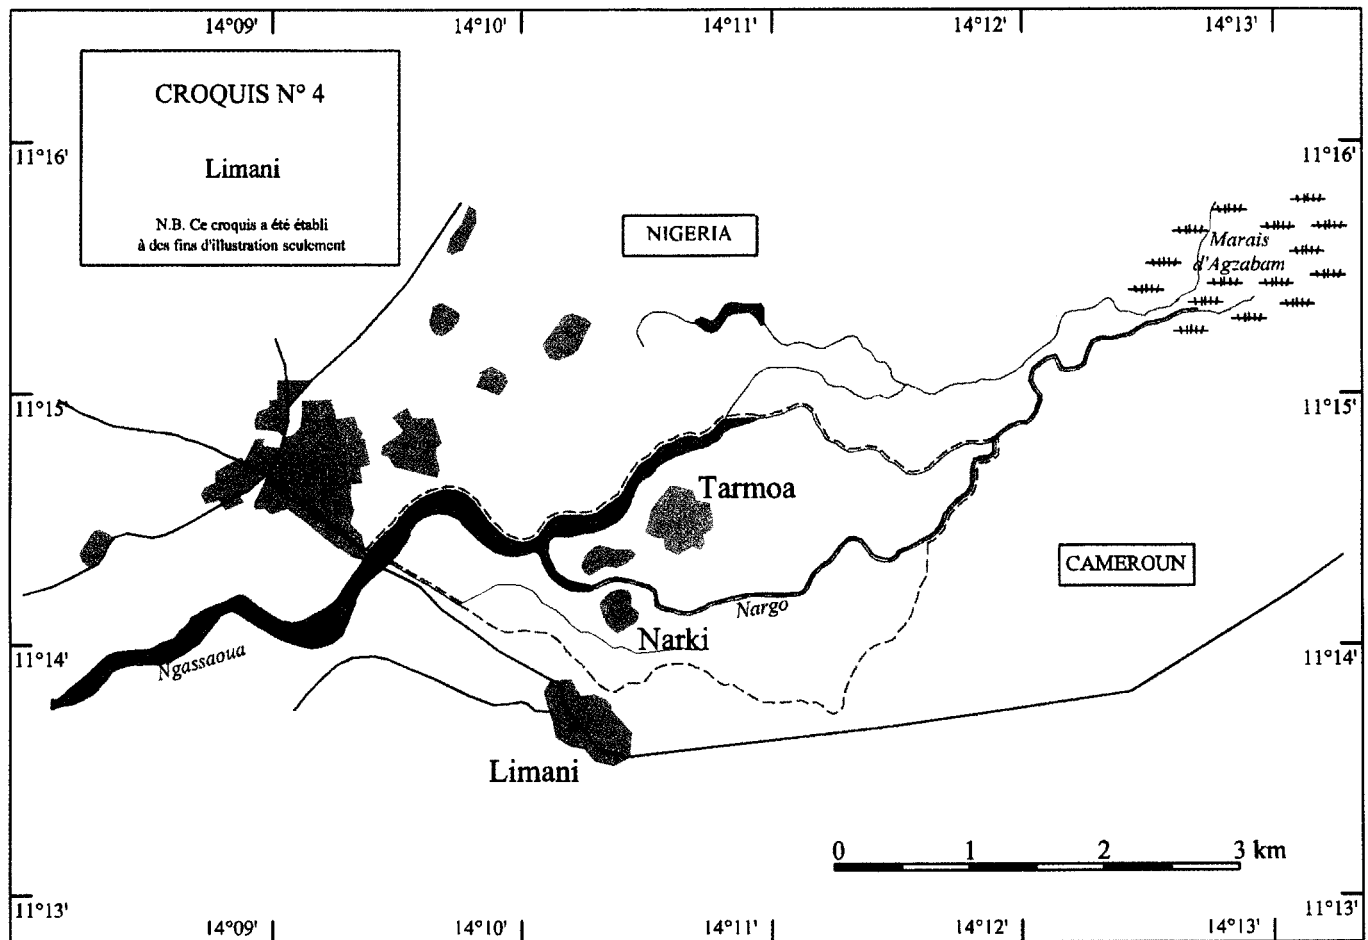 14°09'
14°10'
14°11'
14°12'
14°13'
CROQUIS N° 4
Limani
N.B. Ce croquis a été établi
à des fins d'illustration seulement
11°16'
11°16'
NIGERIA
Marais
d'Agzabam
11°15'
11°15'
Tarmoa
CAMEROUN
Nargo
Narki
Ngassaoua
11°14'
11°14'
Limani
0 1 2 3 km
11°13'
11°13'
14°09'
14°10'
14°11'
14°12'
14°13'